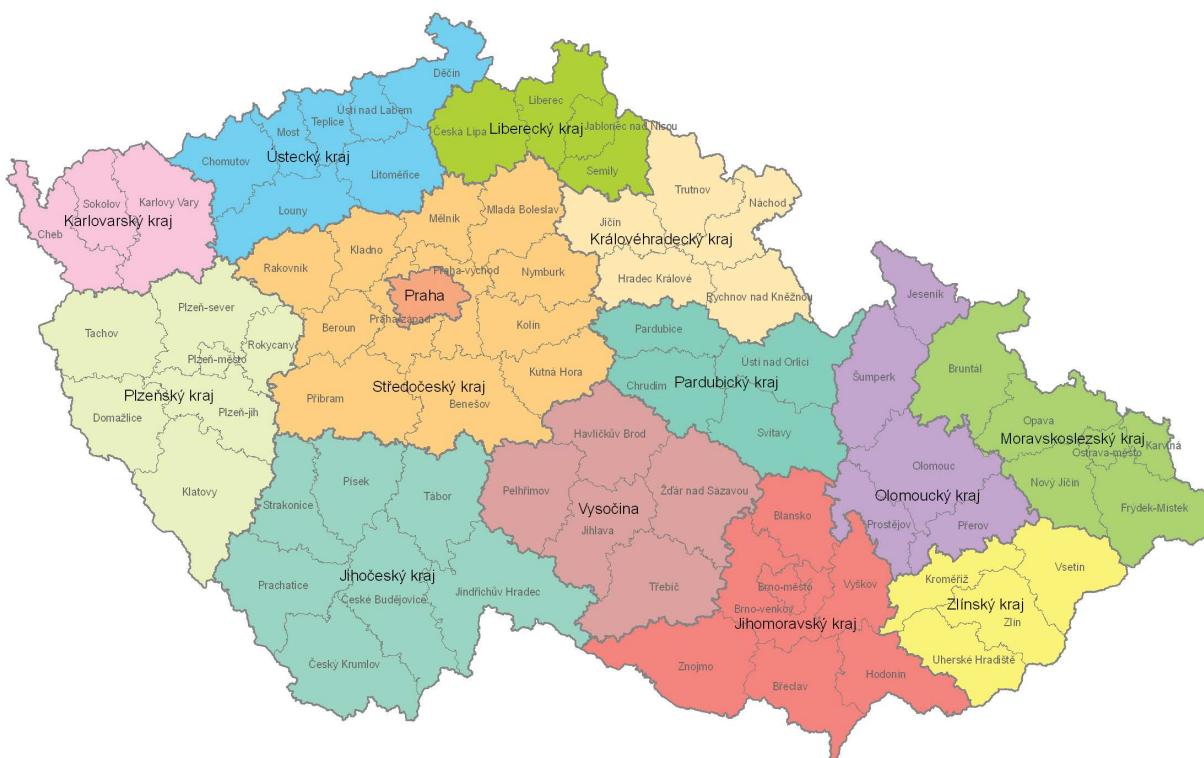 Děčín
Ústí nad Labem
Teplice
Most
Chomutov
Ústecký kraj
Litoměřice
Louny
Liberec
Česká Lípa
Jablonec nad Nisou
Liberecký kraj
Semily
Sokolov
Karlovy Vary
Karlovarský kraj
Cheb
Trutnov
Náchod
Jičín
Královéhradecký kraj
Hradec Králové
Rychnov nad Kněžnou
Mělník
Mladá Boleslav
Kladno
Rakovník
Praha-východ
Nymburk
Praha
Praha-západ
Beroun
Kolín
Kutná Hora
Středočeský kraj
Příbram
Benešov
Plzeň-sever
Tachov
Rokycany
Plzeň-město
Plzeňský kraj
Plzeň-jih
Domažlice
Klatovy
Pardubice
Ústí nad Orlicí
Chrudim
Pardubický kraj
Svitavy
Jeseník
Šumperk
Olomouc
Olomoucký kraj
Prostějov
Přerov
Bruntál
Opava
Moravskoslezský kraj
Karviná
Ostrava-město
Nový Jičín
Frýdek-Místek
Havlíčkův Brod
Pelhřimov
Žďár nad Sázavou
Vysočina
Jihlava
Třebíč
Písek
Strakonice
Tábor
Prachatice
Jihočeský kraj
České Budějovice
Jindřichův Hradec
Český Krumlov
Blansko
Brno-město
Vyškov
Brno-venkov
Jihomoravský kraj
Znojmo
Břeclav
Hodonín
Vsetín
Kroměříž
Zlínský kraj
Zlín
Uherské Hradiště